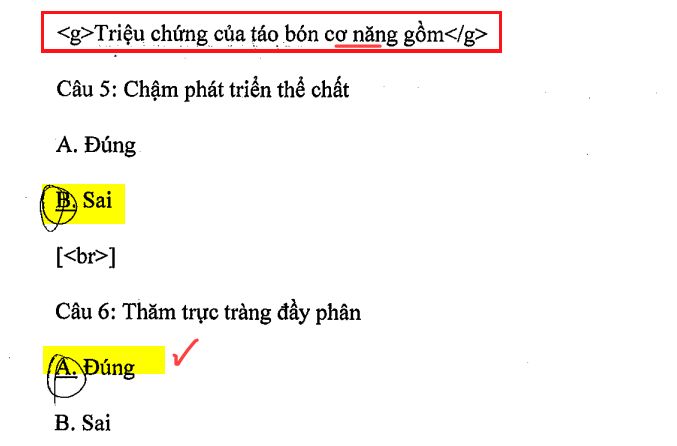 <g>Triệu chứng của táo bón cơ năng gồm</g>
Câu 5: Chậm phát triển thể chất
A. Đúng
B. Sai
[<br>]
Câu 6: Thăm trực tràng đầy phân
A. Đúng
B. Sai